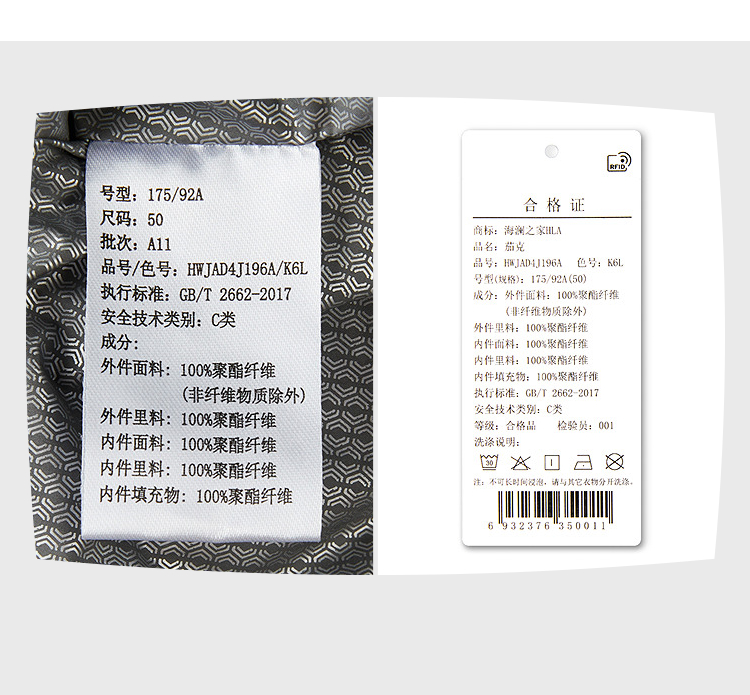 号型: 175/92A
尺码: 50
批次: A11
品号/色号: HWJAD4J196A/K6L
执行标准: GB/T 2662-2017
安全技术类别: C类
成分:
外件面料: 100%聚酯纤维
(非纤维物质除外)
外件里料: 100%聚酯纤维
内件面料: 100%聚酯纤维
内件里料: 100%聚酯纤维
内件填充物: 100%聚酯纤维
RFID
合格证
商标: 海澜之家HLA
品名: 茄克
品号: HWJAD4J196A 色号: K6L
号型(规格): 175/92A(50)
成分: 外件面料: 100%聚酯纤维
(非纤维物质除外)
外件里料: 100%聚酯纤维
内件面料: 100%聚酯纤维
内件里料: 100%聚酯纤维
内件填充物: 100%聚酯纤维
执行标准: GB/T 2662-2017
安全技术类别: C类
等级: 合格品 检验员: 001
洗涤说明:
30
注: 不可长时间浸泡, 请与其它衣物分开洗涤。
6 932376 350011